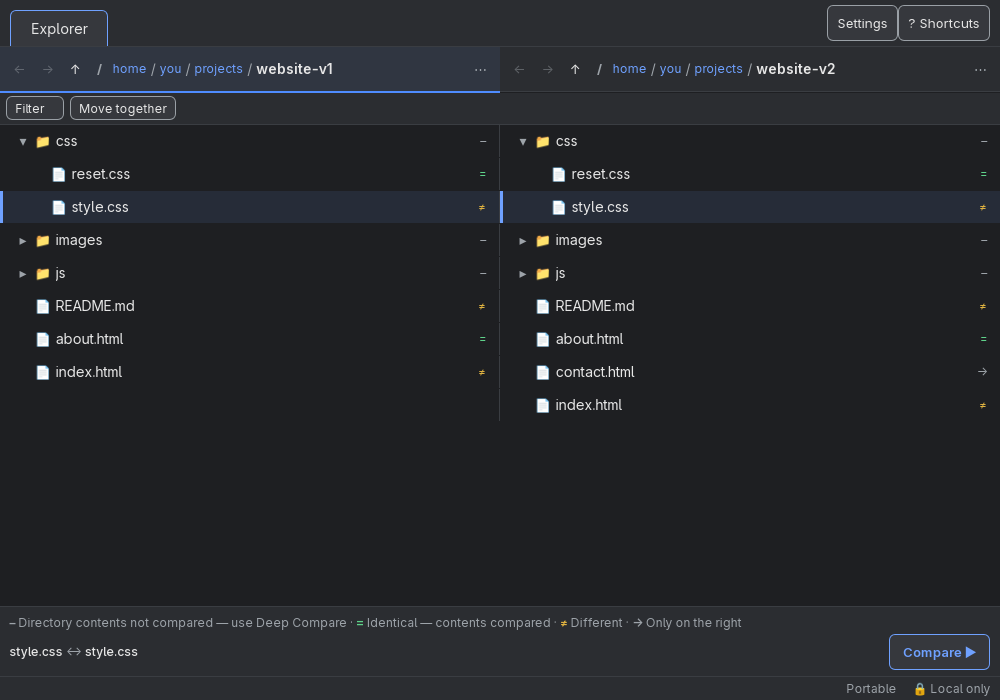 Explorer
Settings
? Shortcuts
← → ↑ / home / you / projects / website-v1 ...
← → ↑ / home / you / projects / website-v2 ...
Filter
Move together
▼ css –
reset.css =
style.css ≠
▶ images –
▶ js –
README.md ≠
about.html =
index.html ≠
▼ css –
reset.css =
style.css ≠
▶ images –
▶ js –
README.md ≠
about.html =
contact.html →
index.html ≠
– Directory contents not compared — use Deep Compare · = Identical — contents compared · ≠ Different · → Only on the right
style.css ↔ style.css
Compare ▶
Portable
🔒 Local only